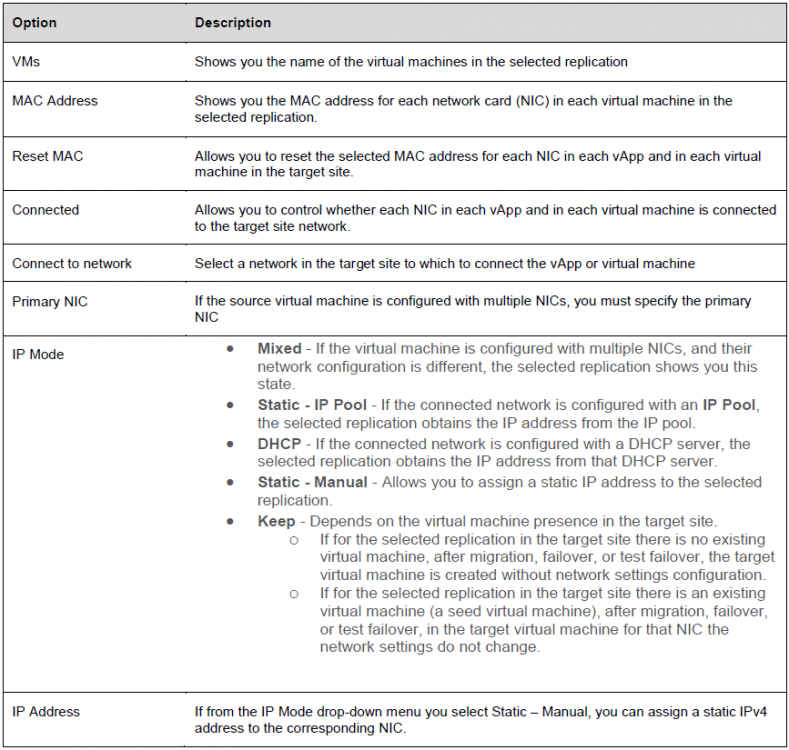 Option Description
VMs Shows you the name of the virtual machines in the selected replication
MAC Address Shows you the MAC address for each network card (NIC) in each virtual machine in the
selected replication.
Reset MAC Allows you to reset the selected MAC address for each NIC in each vApp and in each virtual
machine in the target site.
Connected Allows you to control whether each NIC in each vApp and in each virtual machine is connected
to the target site network.
Connect to network Select a network in the target site to which to connect the vApp or virtual machine
Primary NIC If the source virtual machine is configured with multiple NICs, you must specify the primary
NIC
IP Mode
● Mixed - If the virtual machine is configured with multiple NICs, and their
network configuration is different, the selected replication shows you this
state.
● Static - IP Pool - If the connected network is configured with an IP Pool,
the selected replication obtains the IP address from the IP pool.
● DHCP - If the connected network is configured with a DHCP server, the
selected replication obtains the IP address from that DHCP server.
● Static - Manual - Allows you to assign a static IP address to the selected
replication.
● Keep - Depends on the virtual machine presence in the target site.
○ If for the selected replication in the target site there is no existing
virtual machine, after migration, failover, or test failover, the target
virtual machine is created without network settings configuration.
○ If for the selected replication in the target site there is an existing
virtual machine (a seed virtual machine), after migration, failover,
or test failover, in the target virtual machine for that NIC the
network settings do not change.
IP Address If from the IP Mode drop-down menu you select Static – Manual, you can assign a static IPv4
address to the corresponding NIC.